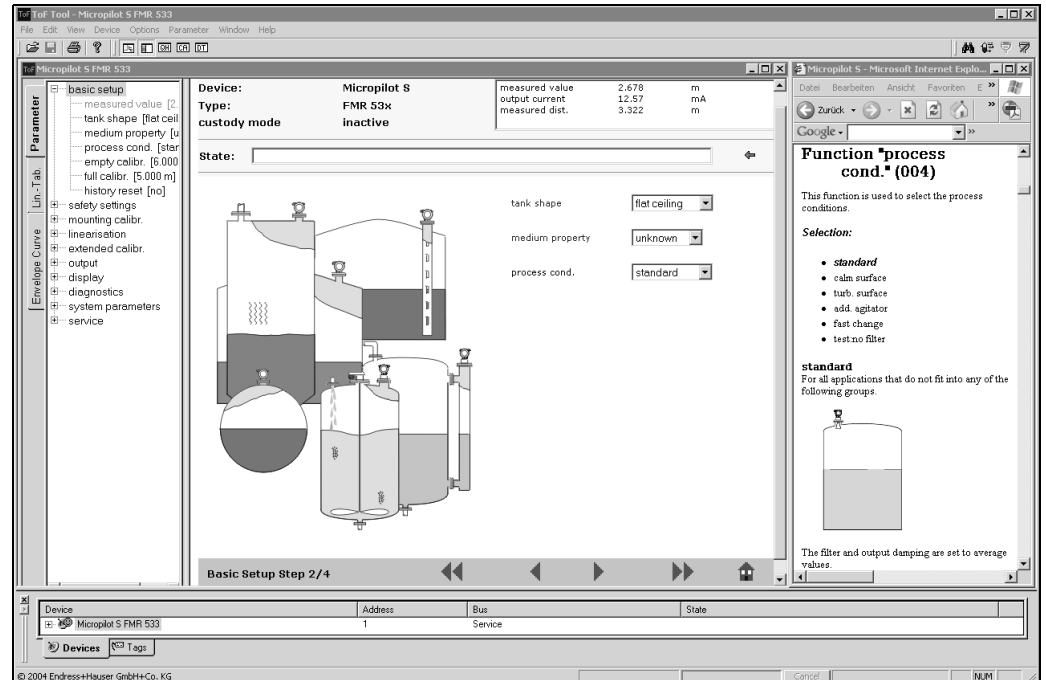 ToF Tool - Micropilot S FMR 533
File Edit View Device Options Parameter Window Help
Micropilot S FMR 533
Parameter
Lin.-Tab.
Envelope Curve
basic setup
measured value [2.
tank shape [flat ceil
medium property [u
process cond. [star
empty calibr. [6.000
full calibr. [5.000 m]
history reset [no]
safety settings
mounting calibr.
linearisation
extended calibr.
output
display
diagnostics
system parameters
service
Device: Micropilot S
Type: FMR 53x
custody mode inactive
measured value 2.678 m
output current 12.57 mA
measured dist. 3.322 m
State:
tank shape flat ceiling
medium property unknown
process cond. standard
Basic Setup Step 2/4
Micropilot S - Microsoft Internet Explo...
Datei Bearbeiten Ansicht Favoriten E »
Zurück
Google
Function "process
cond." (004)
This function is used to select the process
conditions.
Selection:
standard
calm surface
turb. surface
add. agitator
fast change
test:no filter
standard
For all applications that do not fit into any of the
following groups.
The filter and output damping are set to average
values.
Device Address Bus State
Micropilot S FMR 533 1 Service
Devices Tags
© 2004 Endress+Hauser GmbH+Co. KG Cancel NUM